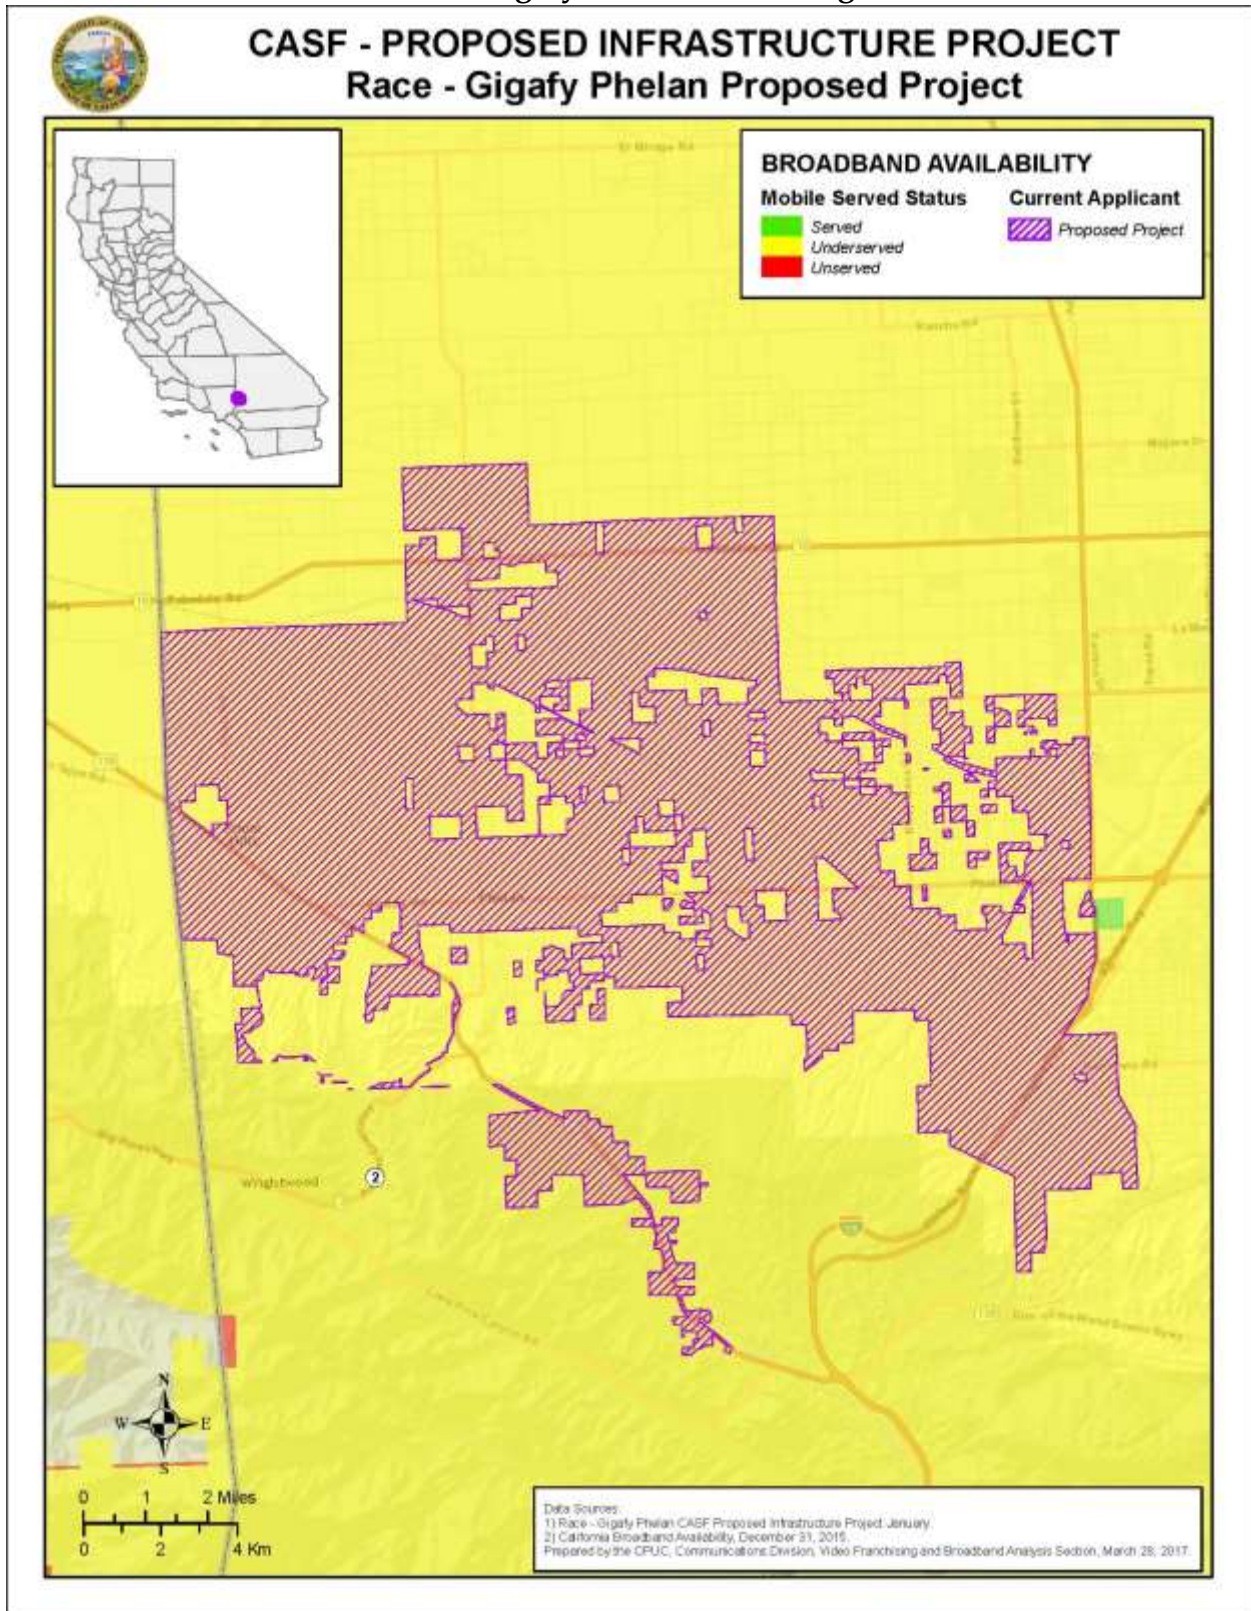 CASF - PROPOSED INFRASTRUCTURE PROJECT
Race - Gigafy Phelan Proposed Project
BROADBAND AVAILABILITY
Mobile Served Status
Current Applicant
Served
Proposed Project
Underserved
Unserved
Phelan
Wrightwood
2
N
W
E
S
0 1 2 Miles
0 2 4 Km
Data Sources:
1) Race - Gigafy Phelan CASF Proposed Infrastructure Project January.
2) California Broadband Availability, December 31, 2015.
Prepared by the CPUC, Communications Division, Video Franchising and Broadband Analysis Section, March 28, 2017.